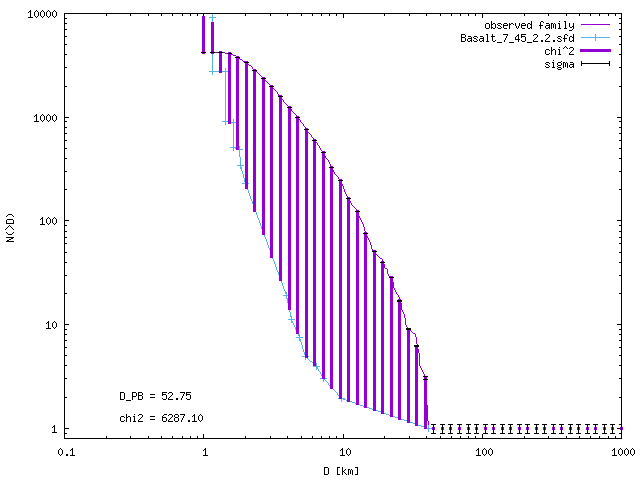 10000
1000
100
10
1
N(>D)
observed family
Basalt_7_45_2.2.sfd
chi^2
sigma
D_PB = 52.75
chi2 = 6287.10
0.1 1 10 100 1000
D [km]